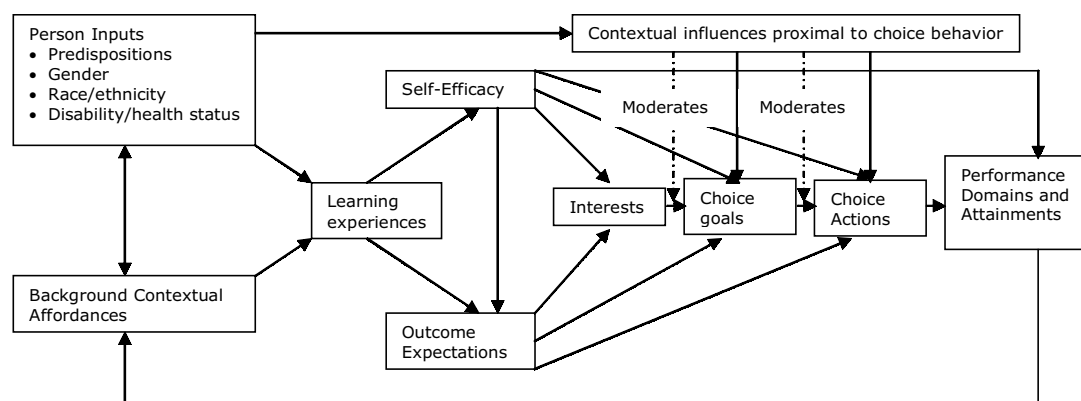 Person Inputs
• Predispositions
• Gender
• Race/ethnicity
• Disability/health status
Contextual influences proximal to choice behavior
Self-Efficacy
Moderates
Moderates
Learning
experiences
Interests
Choice
goals
Choice
Actions
Performance
Domains and
Attainments
Background Contextual
Affordances
Outcome
Expectations